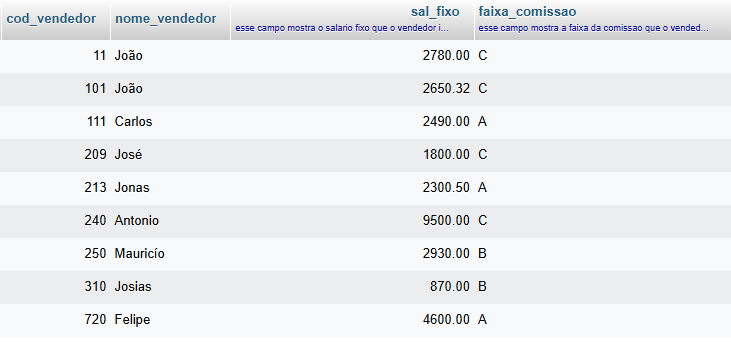 cod_vendedor nome_vendedor sal_fixo faixa_comissao
esse campo mostra o salario fixo que o vendedor i... esse campo mostra a faixa da comissao que o vended...
11 João 2780.00 C
101 João 2650.32 C
111 Carlos 2490.00 A
209 José 1800.00 C
213 Jonas 2300.50 A
240 Antonio 9500.00 C
250 Mauricío 2930.00 B
310 Josias 870.00 B
720 Felipe 4600.00 A